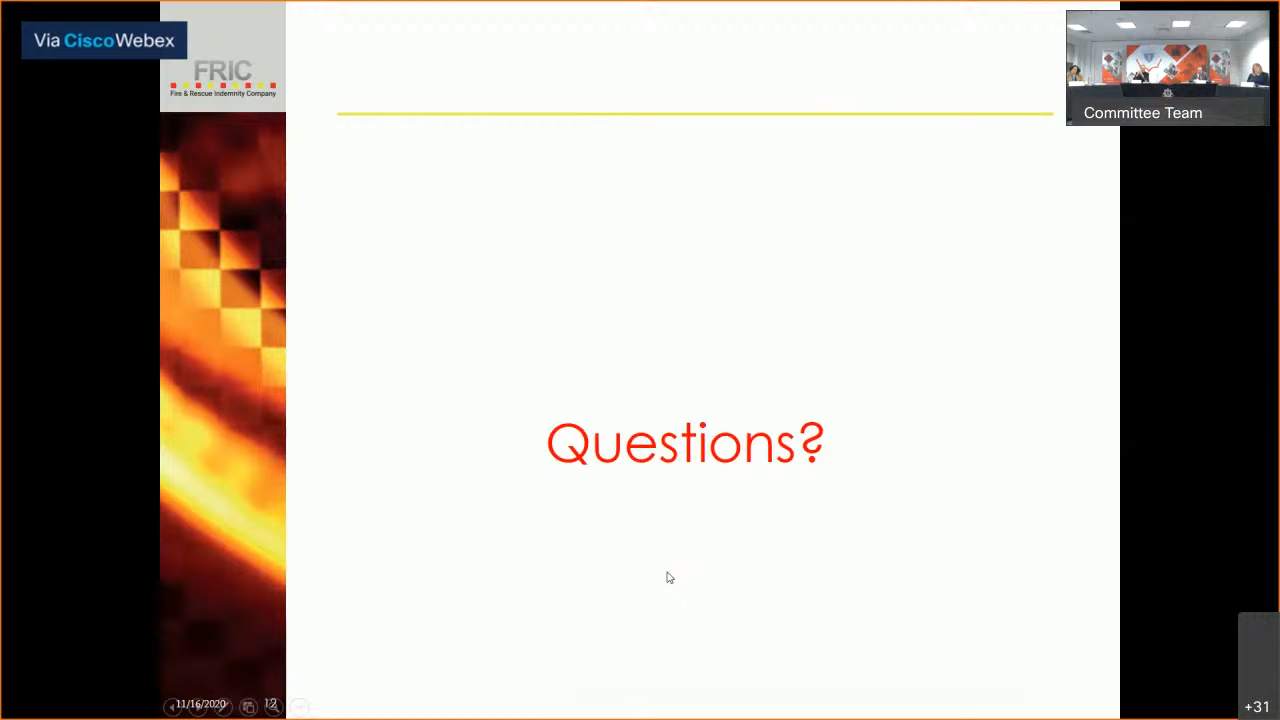 Via CiscoWebex
FRIC
Fire & Rescue Indemnity Company
Committee Team
Questions?
11/16/2020
12
+31